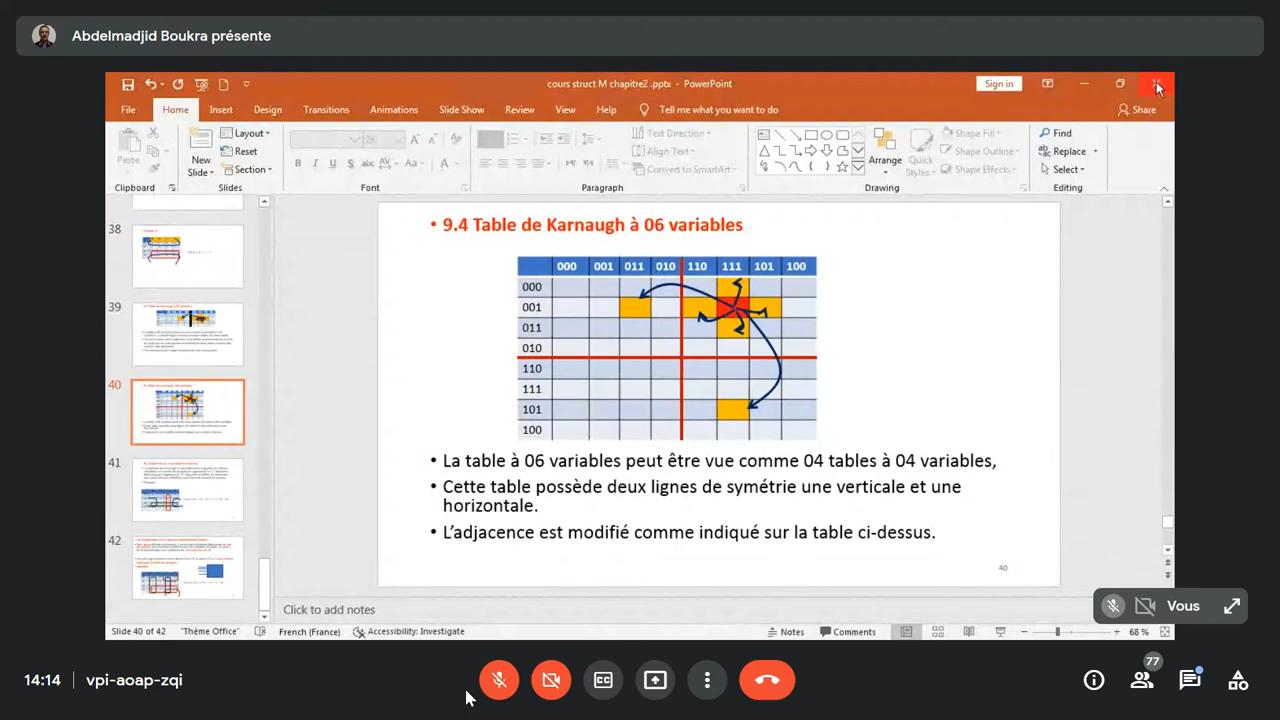 Abdelmadjid Boukra présente
cours struct M chapitre2 .pptx - PowerPoint
Sign in
File Home Insert Design Transitions Animations Slide Show Review View Help Tell me what you want to do Share
Paste
New Slide
Layout
Reset
Section
B I U S abc AV Aa A
Text Direction
Align Text
Convert to SmartArt
Arrange
Quick Styles
Shape Fill
Shape Outline
Shape Effects
Find
Replace
Select
Clipboard Slides Font Paragraph Drawing Editing
38
39
40
41
42
• 9.4 Table de Karnaugh à 06 variables
000 001 011 010 110 111 101 100
000
001
011
010
110
111
101
100
• La table à 06 variables peut être vue comme 04 tables à 04 variables,
• Cette table possède deux lignes de symétrie une verticale et une
horizontale.
• L’adjacence est modifié comme indiqué sur la table ci-dessus.
40
Click to add notes
Vous
Slide 40 of 42 "Thème Office" French (France) Accessibility: Investigate Notes Comments 68 %
14:14 vpi-aoap-zqi
CC
77